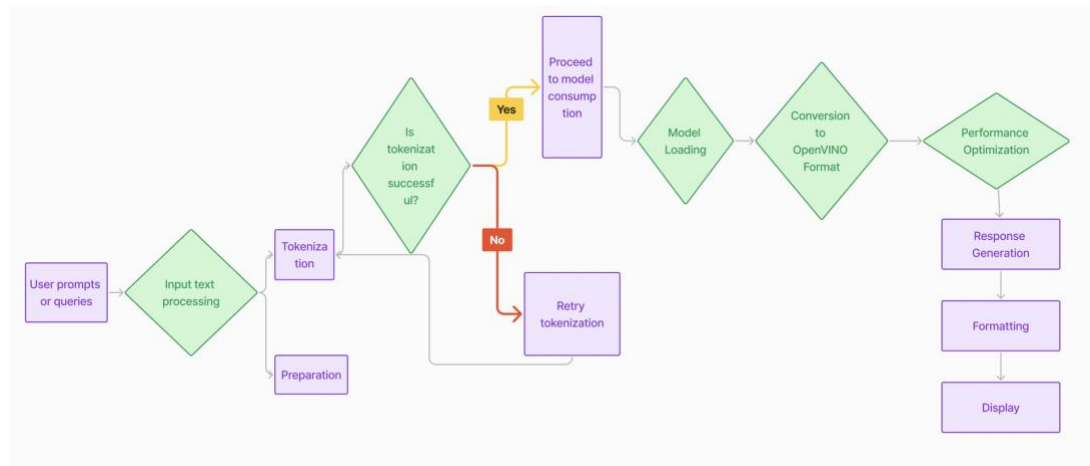 User prompts
or queries
Input text
processing
Tokeniza
tion
Preparation
Is
tokenizat
ion
successf
ul?
Yes
No
Proceed
to model
consump
tion
Retry
tokenization
Model
Loading
Conversion
to
OpenVINO
Format
Performance
Optimization
Response
Generation
Formatting
Display